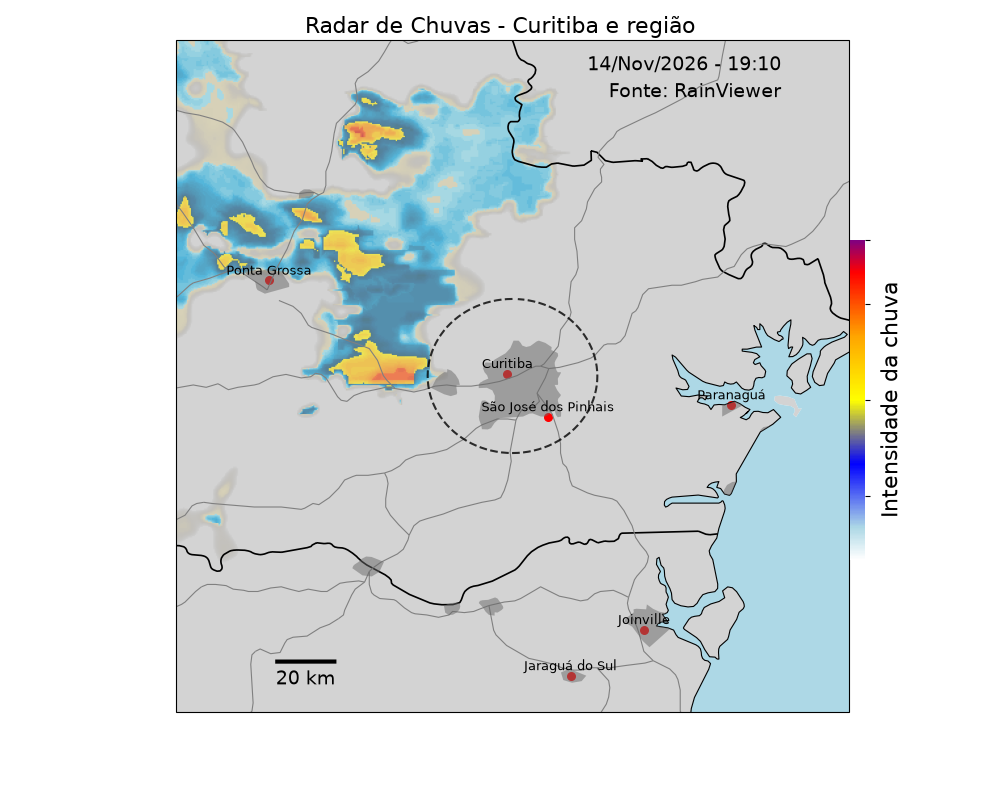 Radar de Chuvas - Curitiba e região
14/Nov/2026 - 19:10
Fonte: RainViewer
Ponta Grossa
Curitiba
Paranaguá
São José dos Pinhais
Intensidade da chuva
Joinville
Jaraguá do Sul
20 km